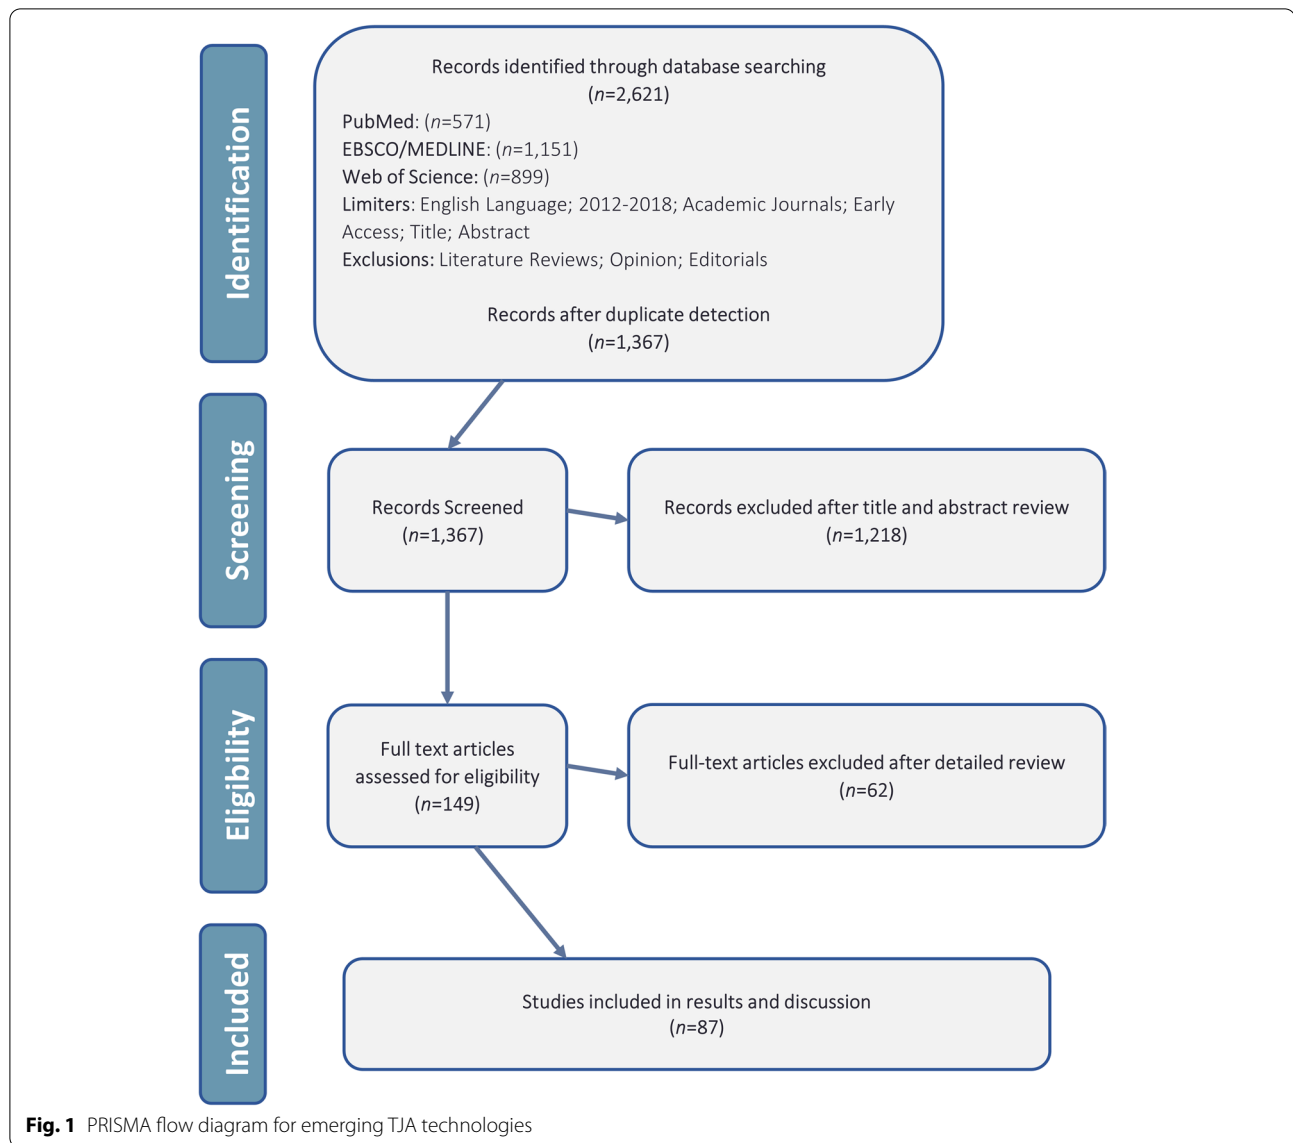 Identification
Records identified through database searching
(n=2,621)
PubMed: (n=571)
EBSCO/MEDLINE: (n=1,151)
Web of Science: (n=899)
Limiters: English Language; 2012-2018; Academic Journals; Early
Access; Title; Abstract
Exclusions: Literature Reviews; Opinion; Editorials
Records after duplicate detection
(n=1,367)
Screening
Records Screened
(n=1,367)
Records excluded after title and abstract review
(n=1,218)
Eligibility
Full text articles
assessed for eligibility
(n=149)
Full-text articles excluded after detailed review
(n=62)
Included
Studies included in results and discussion
(n=87)
Fig. 1 PRISMA flow diagram for emerging TJA technologies